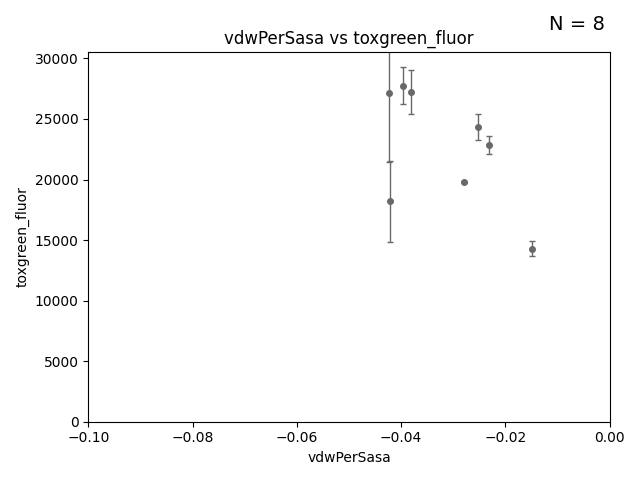 N = 8
vdwPerSasa vs toxgreen_fluor
30000
25000
20000
15000
10000
5000
0
toxgreen_fluor
−0.10 −0.08 −0.06 −0.04 −0.02 0.00
vdwPerSasa